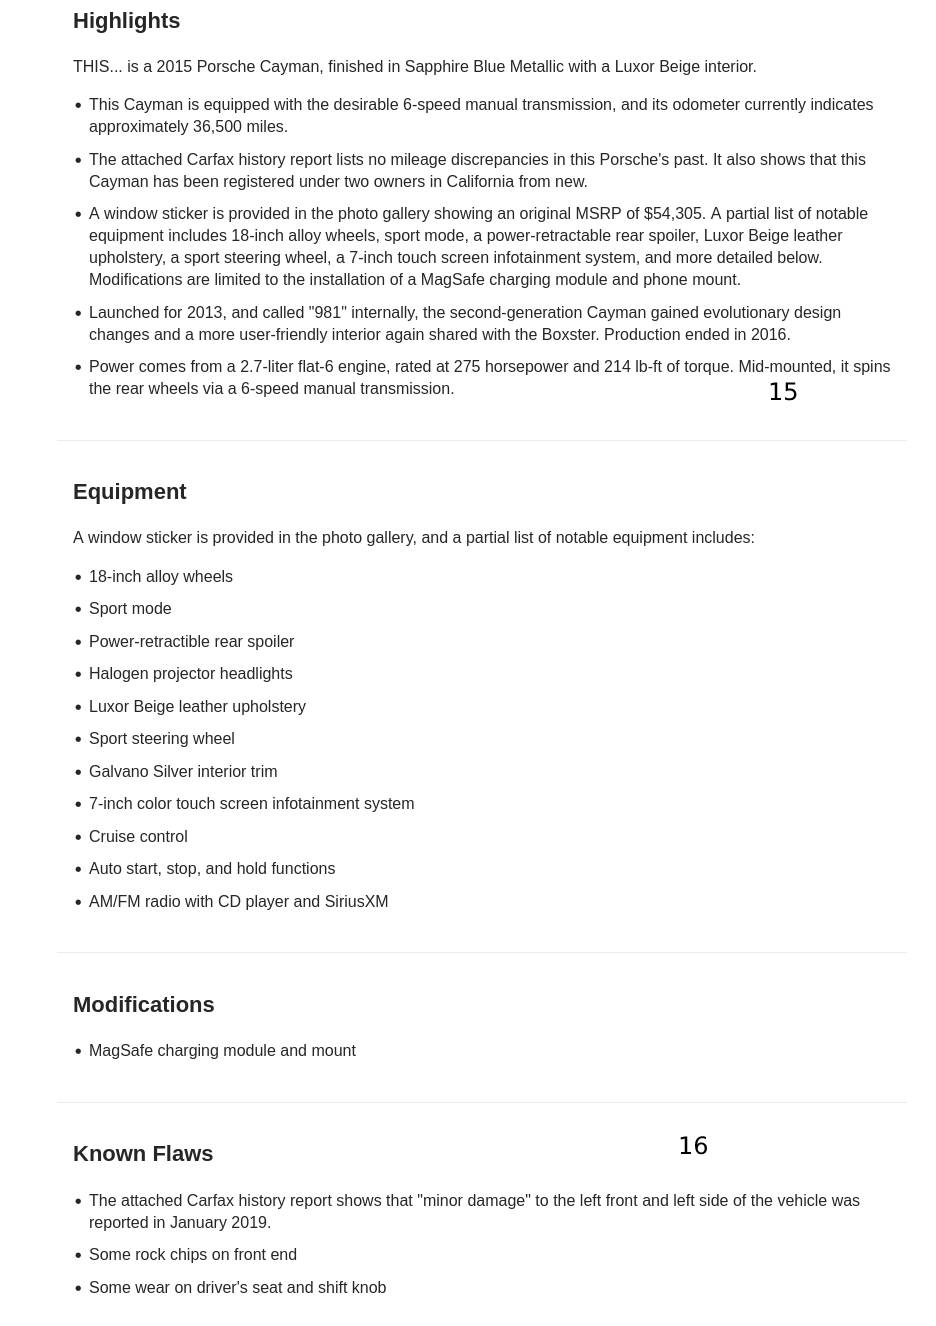 Highlights
THIS... is a 2015 Porsche Cayman, finished in Sapphire Blue Metallic with a Luxor Beige interior.
• This Cayman is equipped with the desirable 6-speed manual transmission, and its odometer currently indicates
approximately 36,500 miles.
• The attached Carfax history report lists no mileage discrepancies in this Porsche's past. It also shows that this
Cayman has been registered under two owners in California from new.
• A window sticker is provided in the photo gallery showing an original MSRP of $54,305. A partial list of notable
equipment includes 18-inch alloy wheels, sport mode, a power-retractable rear spoiler, Luxor Beige leather
upholstery, a sport steering wheel, a 7-inch touch screen infotainment system, and more detailed below.
Modifications are limited to the installation of a MagSafe charging module and phone mount.
• Launched for 2013, and called "981" internally, the second-generation Cayman gained evolutionary design
changes and a more user-friendly interior again shared with the Boxster. Production ended in 2016.
• Power comes from a 2.7-liter flat-6 engine, rated at 275 horsepower and 214 lb-ft of torque. Mid-mounted, it spins
the rear wheels via a 6-speed manual transmission.
15
Equipment
A window sticker is provided in the photo gallery, and a partial list of notable equipment includes:
• 18-inch alloy wheels
• Sport mode
• Power-retractible rear spoiler
• Halogen projector headlights
• Luxor Beige leather upholstery
• Sport steering wheel
• Galvano Silver interior trim
• 7-inch color touch screen infotainment system
• Cruise control
• Auto start, stop, and hold functions
• AM/FM radio with CD player and SiriusXM
Modifications
• MagSafe charging module and mount
16
Known Flaws
• The attached Carfax history report shows that "minor damage" to the left front and left side of the vehicle was
reported in January 2019.
• Some rock chips on front end
• Some wear on driver's seat and shift knob